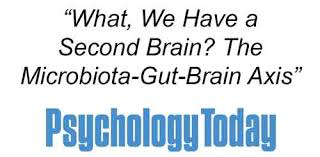 “What, We Have a
Second Brain? The
Microbiota-Gut-Brain Axis”
Psychology Today